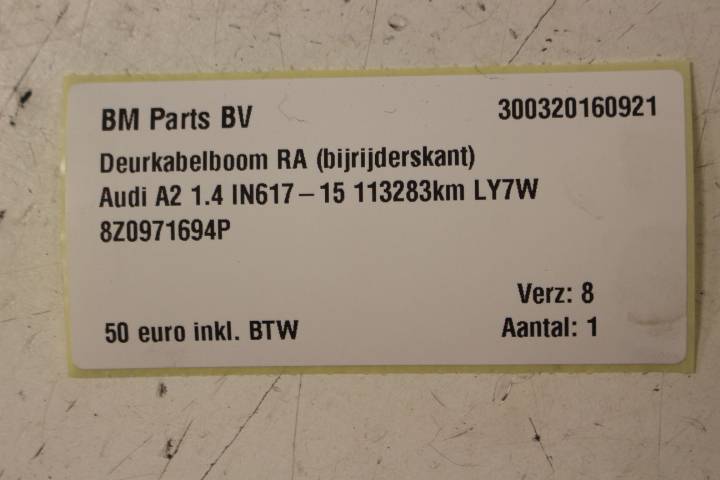 BM Parts BV 300320160921
Deurkabelboom RA (bijrijderskant)
Audi A2 1.4 IN617 – 15 113283km LY7W
8Z0971694P
Verz: 8
50 euro inkl. BTW Aantal: 1